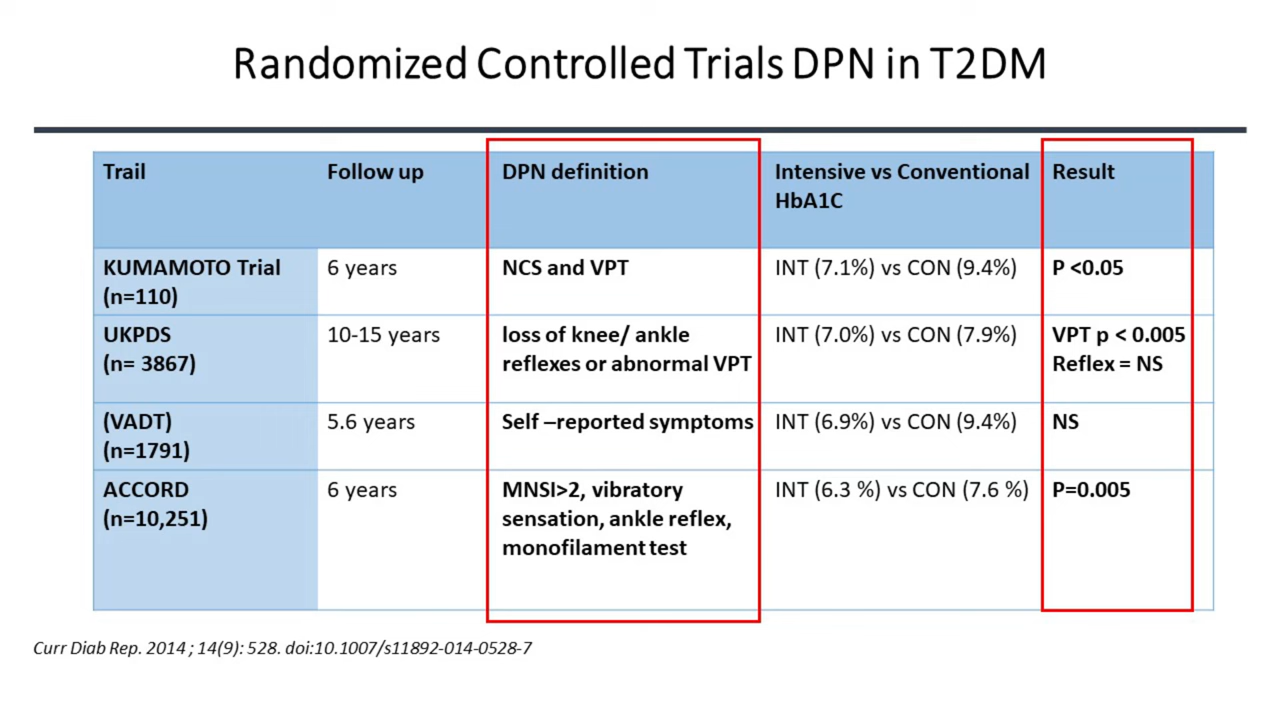 Randomized Controlled Trials DPN in T2DM
Trail
Follow up
DPN definition
Intensive vs Conventional
HbA1C
Result
KUMAMOTO Trial
(n=110)
6 years
NCS and VPT
INT (7.1%) vs CON (9.4%)
P <0.05
UKPDS
(n= 3867)
10-15 years
loss of knee/ ankle
reflexes or abnormal VPT
INT (7.0%) vs CON (7.9%)
VPT p < 0.005
Reflex = NS
(VADT)
(n=1791)
5.6 years
Self –reported symptoms
INT (6.9%) vs CON (9.4%)
NS
ACCORD
(n=10,251)
6 years
MNSI>2, vibratory
sensation, ankle reflex,
monofilament test
INT (6.3 %) vs CON (7.6 %)
P=0.005
Curr Diab Rep. 2014 ; 14(9): 528. doi:10.1007/s11892-014-0528-7